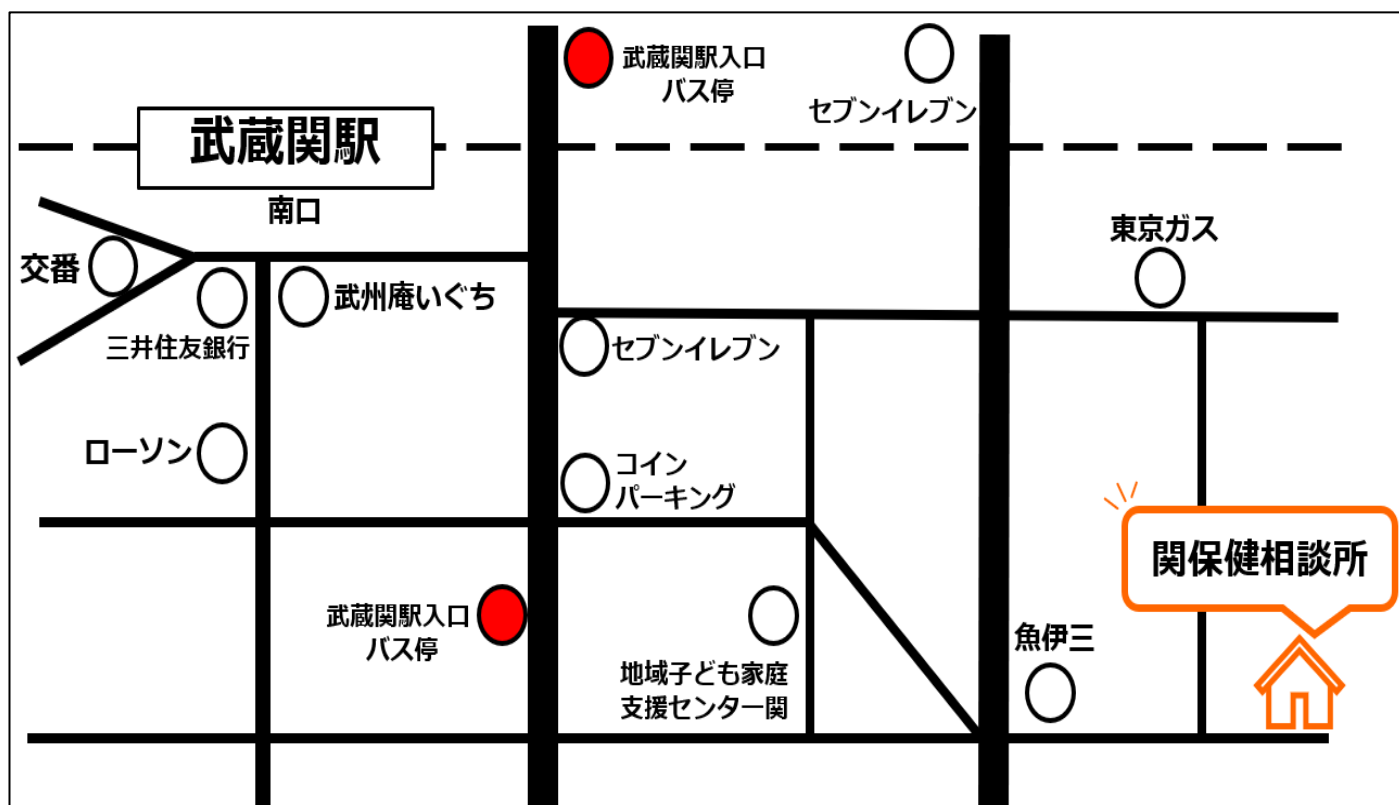 武蔵関駅入口
バス停
セブンイレブン
武蔵関駅
南口
東京ガス
交番
武州庵いぐち
三井住友銀行
セブンイレブン
ローソン
コイン
パーキング
関保健相談所
武蔵関駅入口
バス停
魚伊三
地域子ども家庭
支援センター関